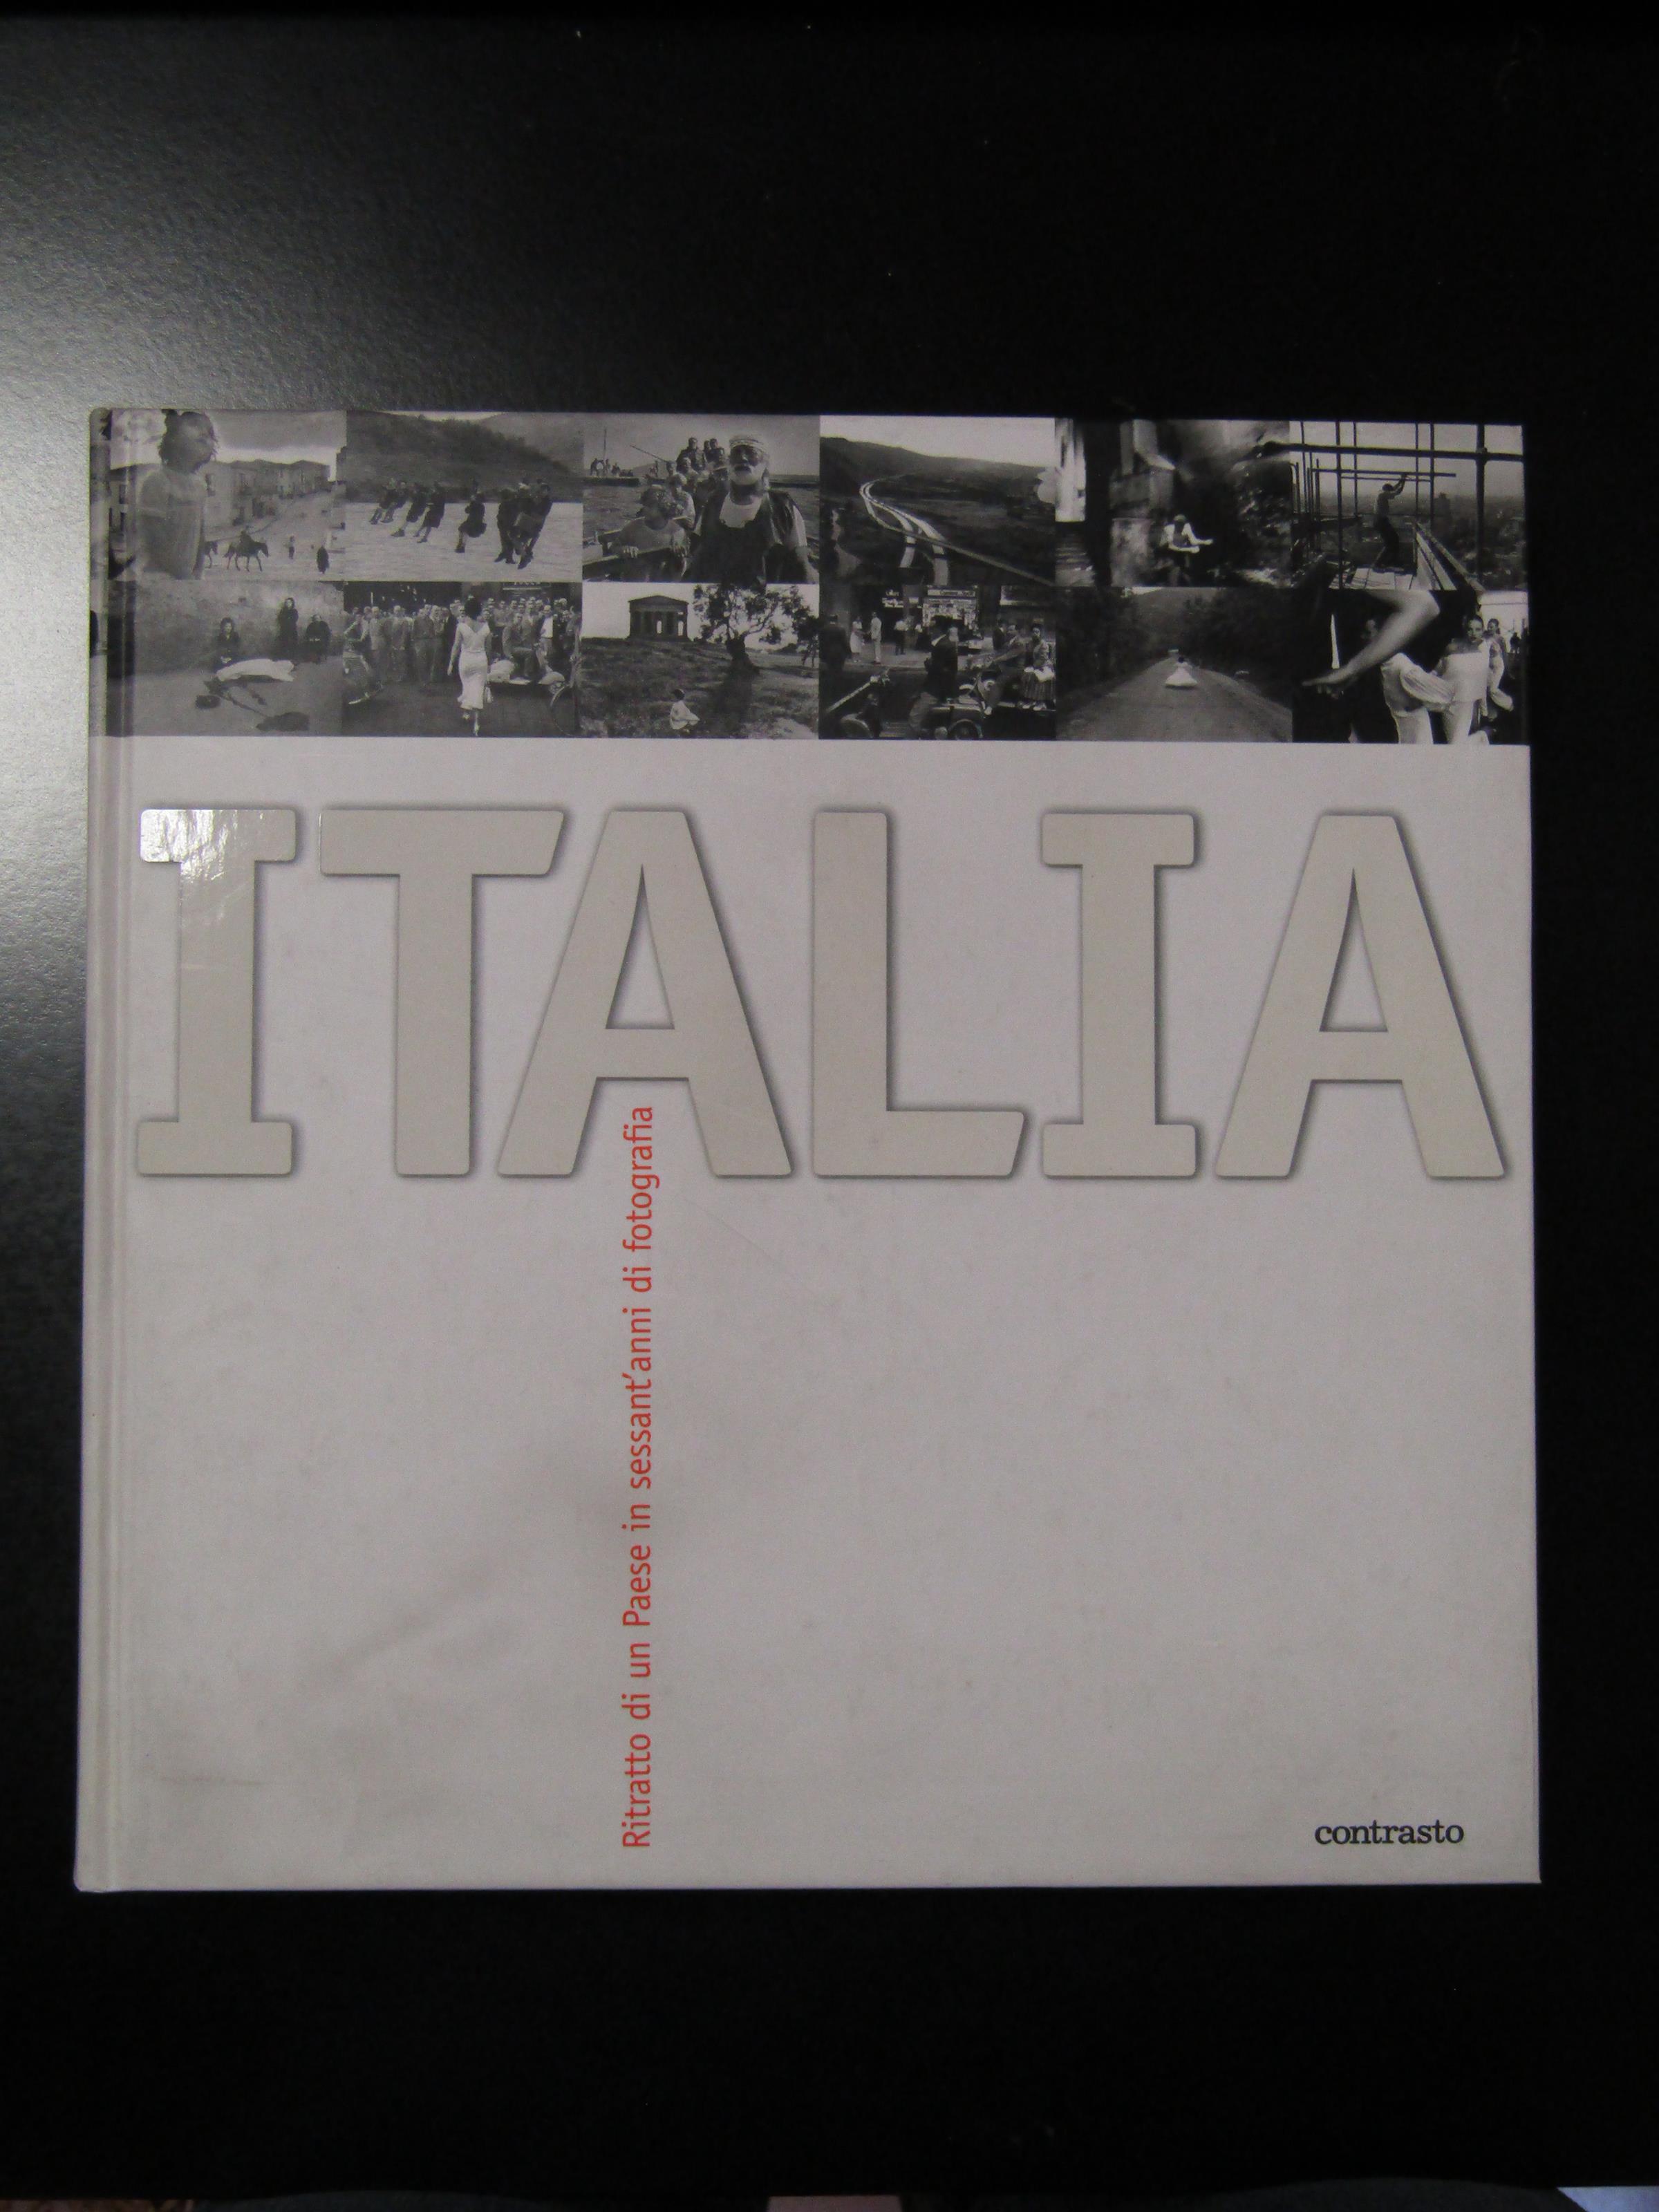 ITALIA
Ritratto di un Paese in sessant'anni di fotografia
contrasto